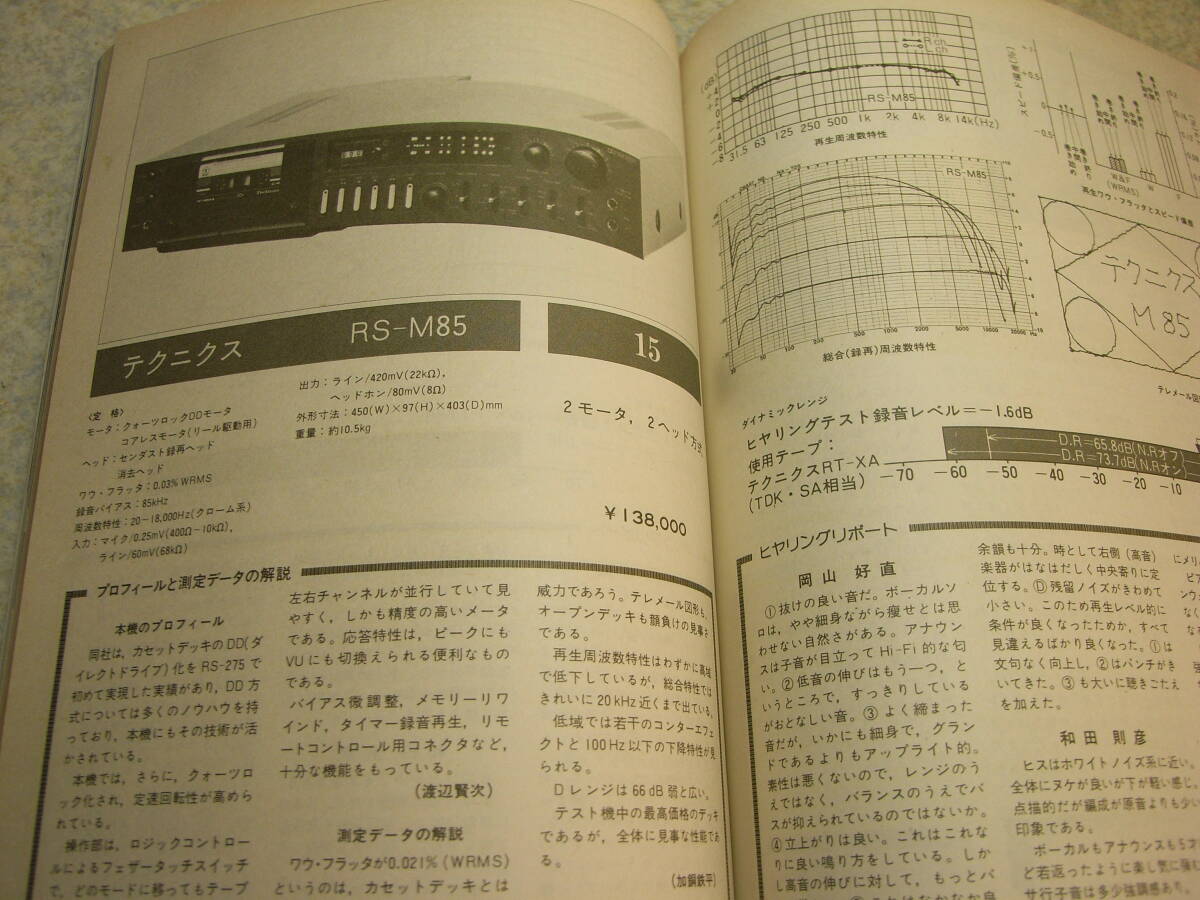 テクニクス
RS-M85
15
〈定 格〉
モータ：クォーツロックDDモータ
コアレスモータ(リール駆動用)
ヘッド：センダスト録再ヘッド
消去ヘッド
ワウ・フラッタ：0.03% WRMS
録音バイアス：85kHz
周波数特性：20-18,000Hz(クローム系)
入力：マイク/0.25mV(400Ω-10kΩ),
ライン/60mV(68kΩ)
出力：ライン/420mV(22kΩ),
ヘッドホン/80mV(8Ω)
外形寸法：450(W)×97(H)×403(D)mm
重量：約10.5kg
2モータ，2ヘッド方式
￥138,000
プロフィールと測定データの解説
本機のプロフィール
同社は，カセットデッキのDD(ダ
イレクトドライブ)化をRS-275で
初めて実現した実績があり，DD方
式については多くのノウハウを持
っており，本機にもその技術が活
かされている。
本機では，さらに，クォーツロ
ック化され，定速回転性が高めら
れている。
操作部は，ロジックコントロー
ルによるフェザータッチスイッチ
で，どのモードに移ってもテープ
左右チャンネルが並行していて見
やすく，しかも精度の高いメータ
である。応答特性は，ピークにも
VUにも切換えられる便利なもの
である。
バイアス微調整，メモリーリワ
インド，タイマー録音再生，リモ
ートコントロール用コネクタなど，
十分な機能をもっている。
(渡辺賢次)
測定データの解説
ワウ・フラッタが0.021% (WRMS)
というのは，カセットデッキとは
威力であろう。テレメール図形も，
オープンデッキも顔負けの見事さ
である。
再生周波数特性はわずかに高域
で低下しているが，総合特性では
きれいに20kHz近くまで出ている。
低域では若干のコンターエフェ
クトと100Hz以下の下降特性が見
られる。
Dレンジは66dB弱と広い。
テスト機中の最高価格のデッキ
であるが，全体に見事な性能であ
る。
(加銅鉄平)
(dB)
R ch
L ch
RS-M85
31.5 63 125 250 500 1k 2k 4k 8k 14k(Hz)
再生周波数特性
RS-M85
総合(録再)周波数特性
W&F
(WRMS)
再生ワウ・フラッタとスピード偏差
テクニクス
M85
ダイナミックレンジ
ヒヤリングテスト録音レベル＝−1.6dB
使用テープ：
テクニクスRT-XA
(TDK・SA相当)
D.R＝65.8dB(N.Rオフ)
D.R＝73.7dB(N.Rオン)
−70 −60 −50 −40 −30 −20 −10
ヒヤリングリポート
岡山 好直
①抜けの良い音だ。ボーカルソ
ロは，やや細身ながら痩せとは思
わせない自然さがある。アナウン
スは子音が目立ってHi-Fi的な匂
い。②低音の伸びはもう一つ，と
いうところで，すっきりしている
がおとなしい音。③よく締まった
音だが，いかにも細身で，グラン
ドであるよりもアップライト的。
素性は悪くないので，レンジのう
えではなく，バランスのうえでバ
スが抑えられているのではないか。
④立上がりは良い。これはこれな
りに良い鳴り方をしている。しか
し高音の伸びに対して，もっとバ
余韻も十分。時として右側(高音)
楽器がはなはだしく中央寄りに定
位する。Ⓓ残留ノイズがきわめて
小さい。このため再生レベル的に
条件が良くなったためか，すべて
見違えるばかり良くなった。①は
文句なく向上し，②はパンチがき
いてきた。③も大いに聴きごたえ
を加えた。
和田 則彦
ヒスはホワイトノイズ系に近い。
全体にヌケが良いが下が軽い感じ。
点描的だが編成が原音よりも少い
印象である。
ボーカルもアナウンスも5才
ど若返ったように楽し気に弾む
サ行子音は多少強調感あり。